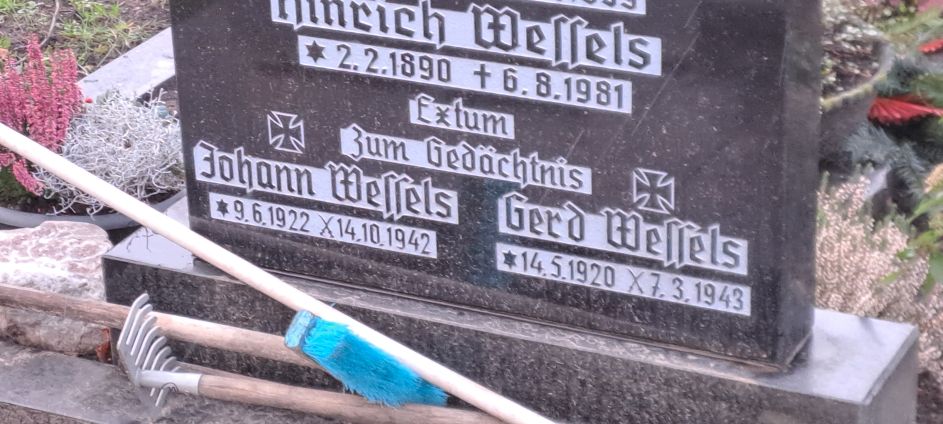 Hinrich Wessels
* 2.2.1890 † 6.8.1981
Extum
Zum Gedächtnis
Johann Wessels
* 9.6.1922 X 14.10.1942
Gerd Wessels
* 14.5.1920 X 7.3.1943